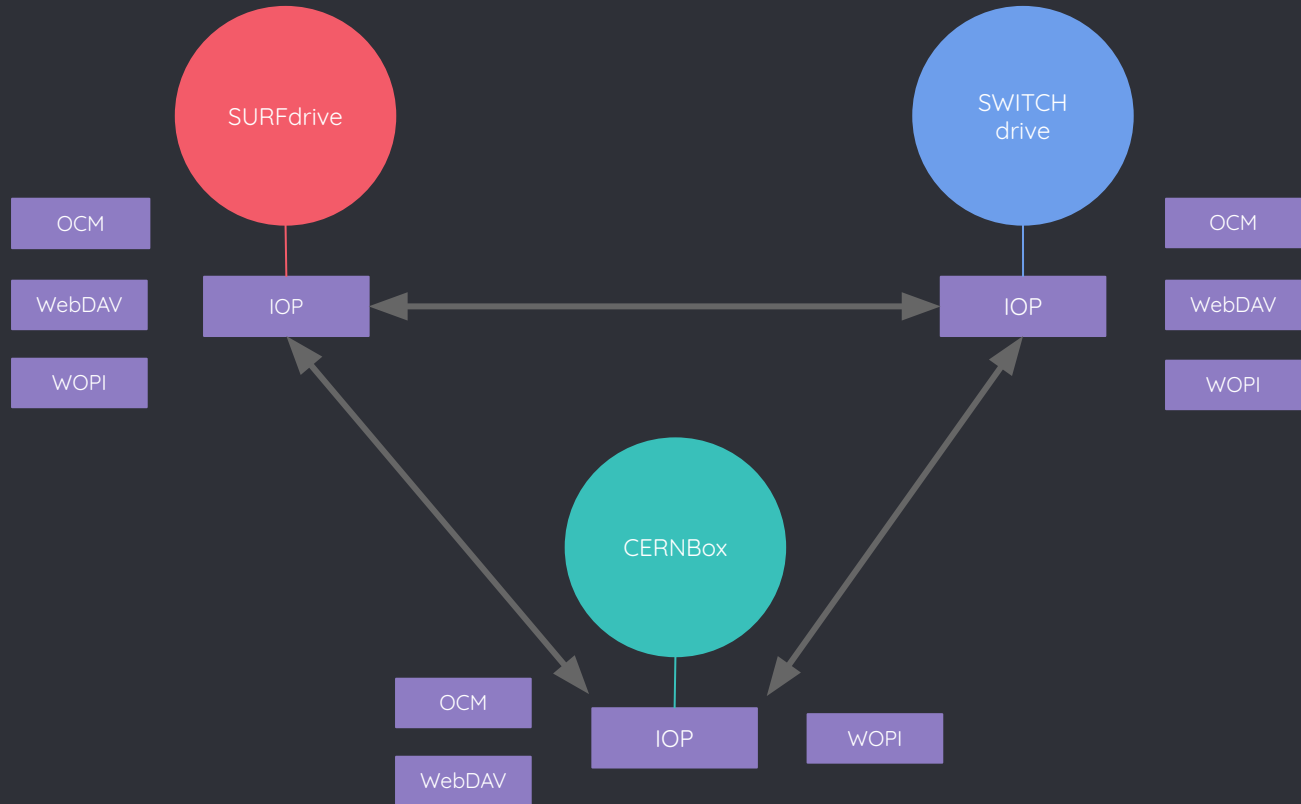 SURFdrive
SWITCH
drive
OCM
OCM
WebDAV
IOP
IOP
WebDAV
WOPI
WOPI
CERNBox
OCM
IOP
WOPI
WebDAV